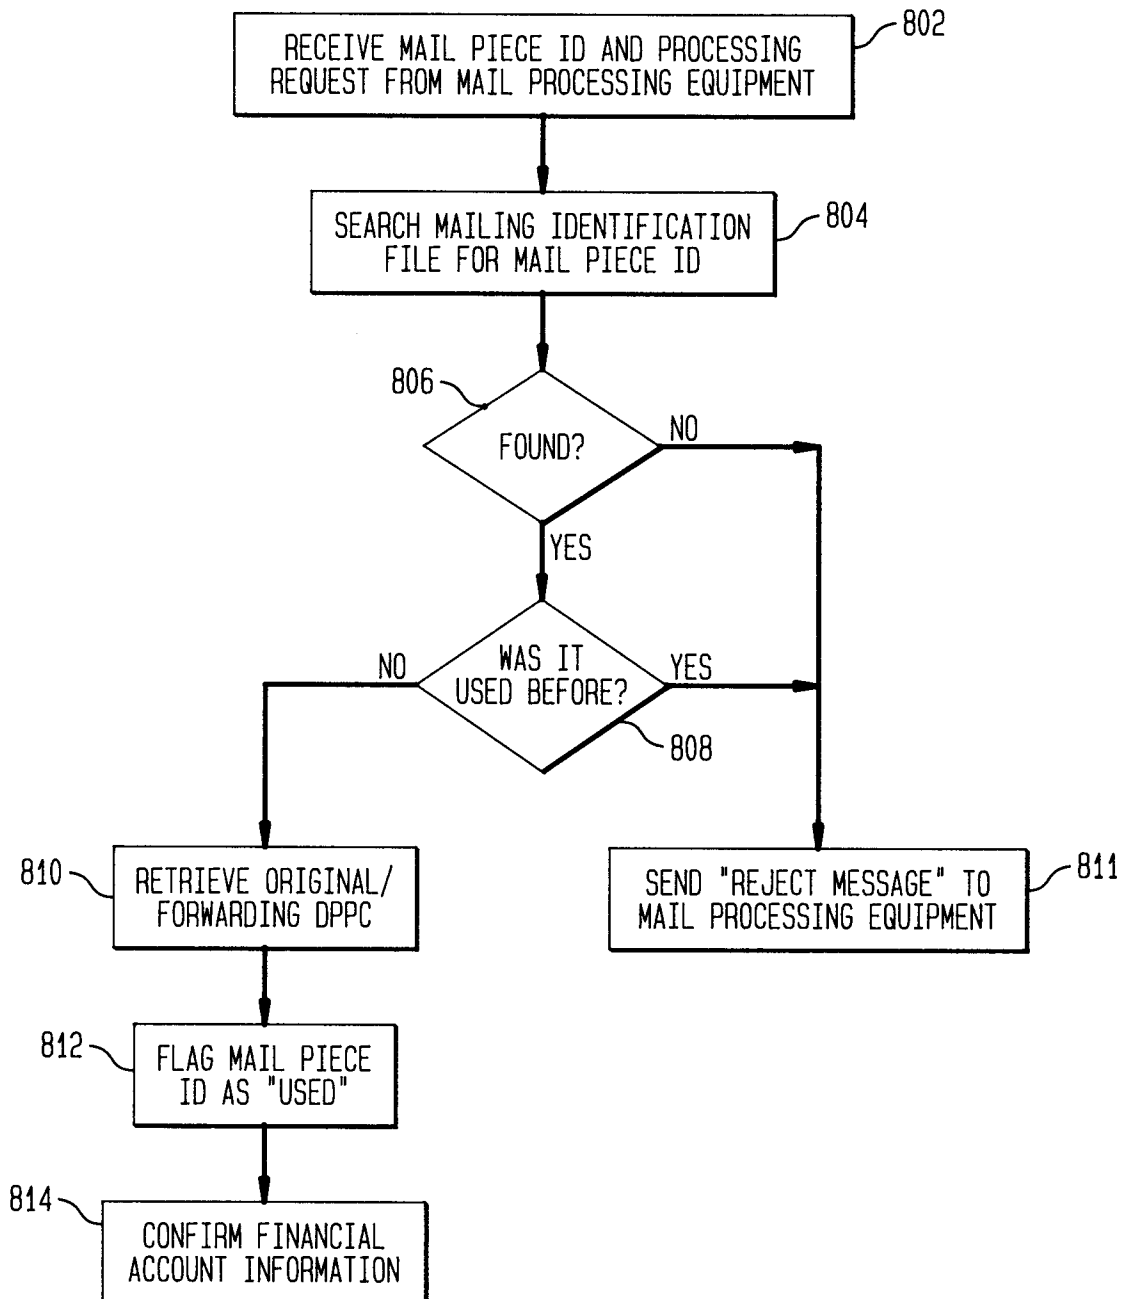 RECEIVE MAIL PIECE ID AND PROCESSING
REQUEST FROM MAIL PROCESSING EQUIPMENT
802
SEARCH MAILING IDENTIFICATION
FILE FOR MAIL PIECE ID
804
806
FOUND?
NO
YES
WAS IT
USED BEFORE?
NO
YES
808
810
RETRIEVE ORIGINAL/
FORWARDING DPPC
SEND "REJECT MESSAGE" TO
MAIL PROCESSING EQUIPMENT
811
812
FLAG MAIL PIECE
ID AS "USED"
814
CONFIRM FINANCIAL
ACCOUNT INFORMATION